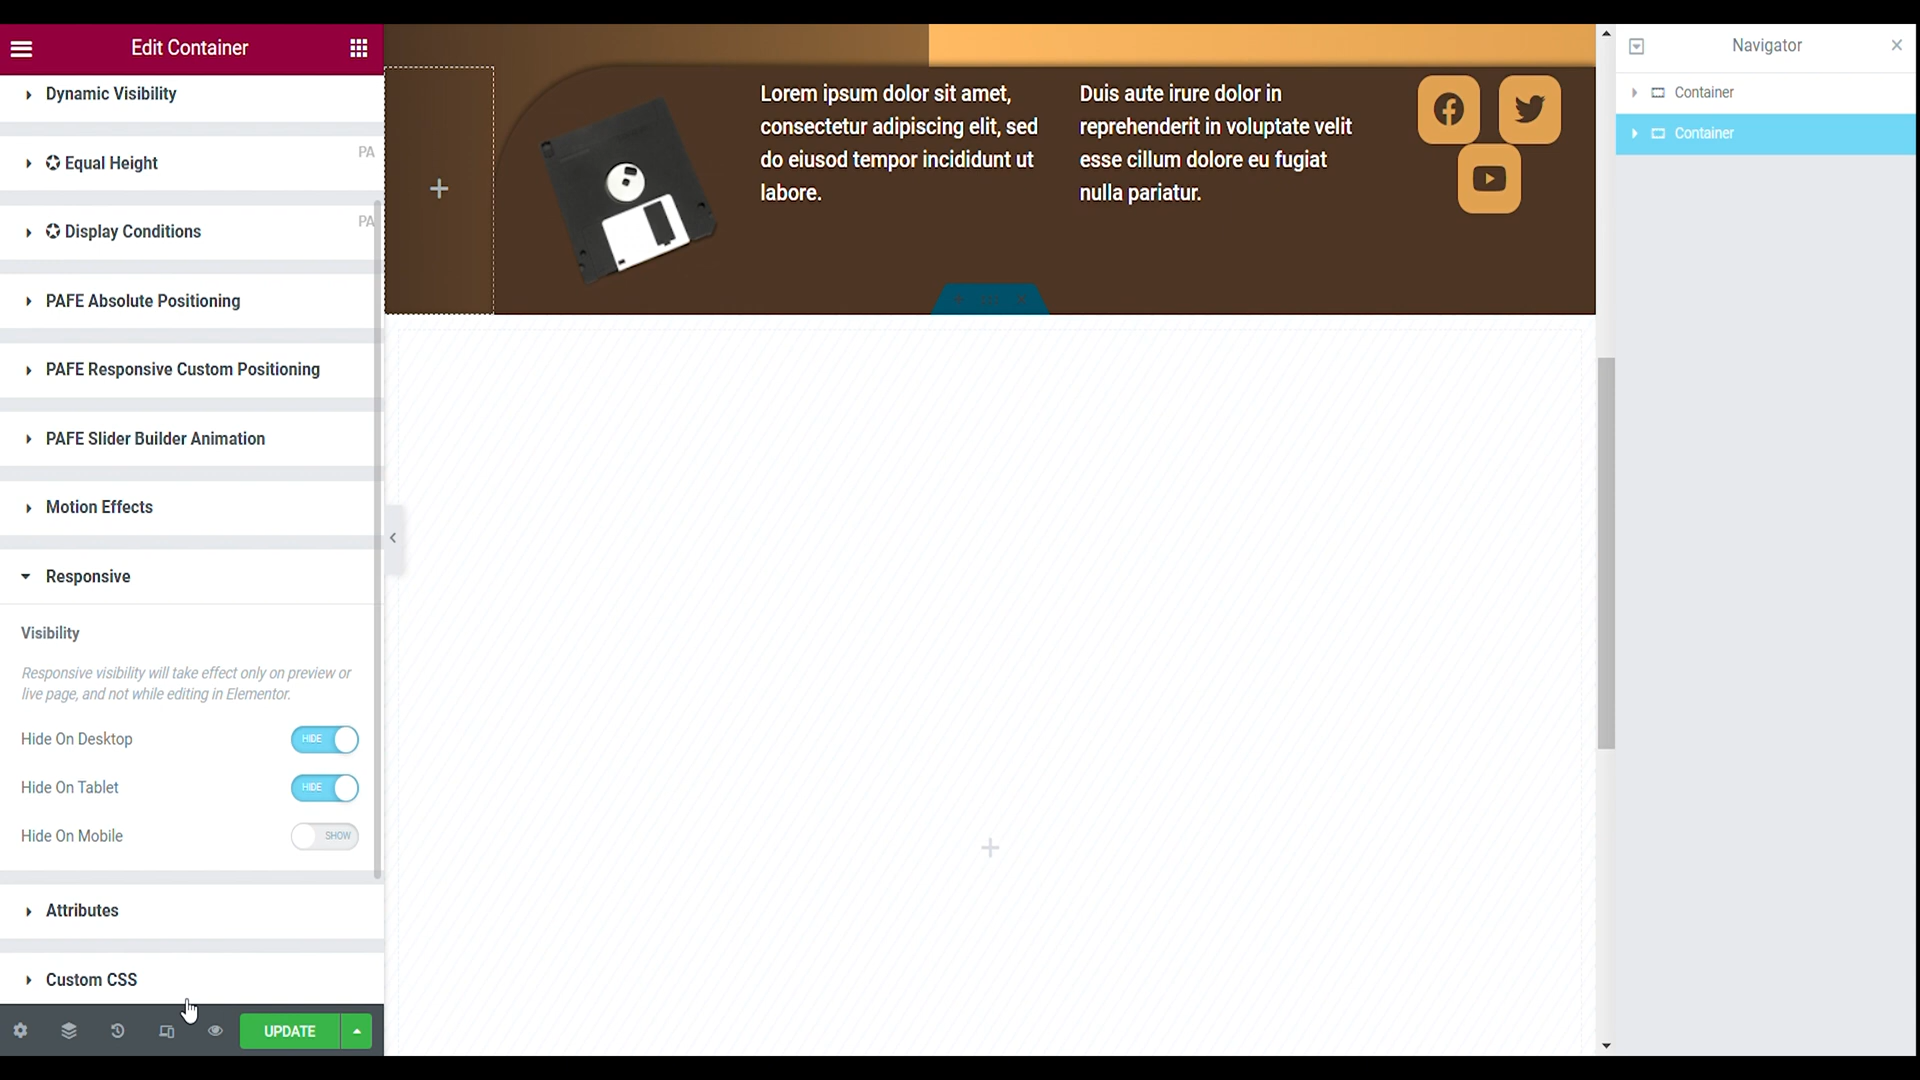 Edit Container
Dynamic Visibility
Equal Height
PA
Display Conditions
PA
PAFE Absolute Positioning
PAFE Responsive Custom Positioning
PAFE Slider Builder Animation
Motion Effects
Responsive
Visibility
Responsive visibility will take effect only on preview or
live page, and not while editing in Elementor.
Hide On Desktop
HIDE
Hide On Tablet
HIDE
Hide On Mobile
SHOW
Attributes
Custom CSS
UPDATE
Lorem ipsum dolor sit amet,
consectetur adipiscing elit, sed
do eiusod tempor incididunt ut
labore.
Duis aute irure dolor in
reprehenderit in voluptate velit
esse cillum dolore eu fugiat
nulla pariatur.
Navigator
Container
Container